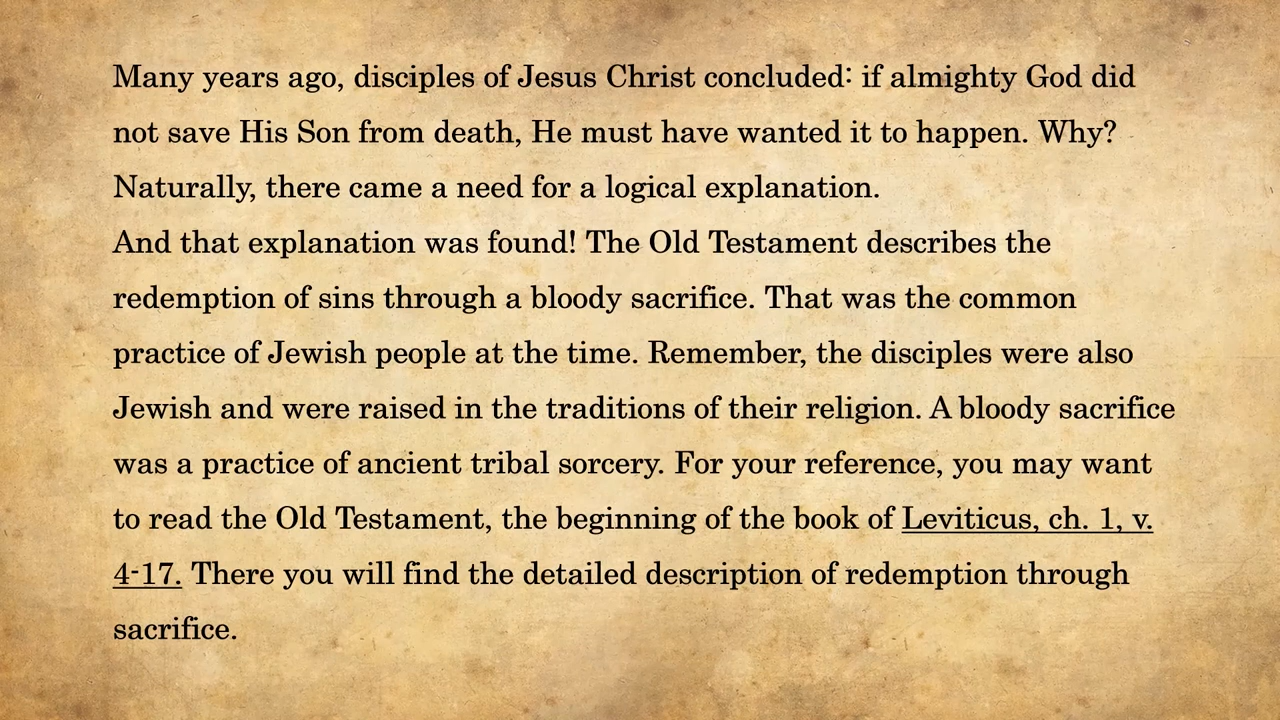 Many years ago, disciples of Jesus Christ concluded: if almighty God did
not save His Son from death, He must have wanted it to happen. Why?
Naturally, there came a need for a logical explanation.
And that explanation was found! The Old Testament describes the
redemption of sins through a bloody sacrifice. That was the common
practice of Jewish people at the time. Remember, the disciples were also
Jewish and were raised in the traditions of their religion. A bloody sacrifice
was a practice of ancient tribal sorcery. For your reference, you may want
to read the Old Testament, the beginning of the book of Leviticus, ch. 1, v.
4-17. There you will find the detailed description of redemption through
sacrifice.